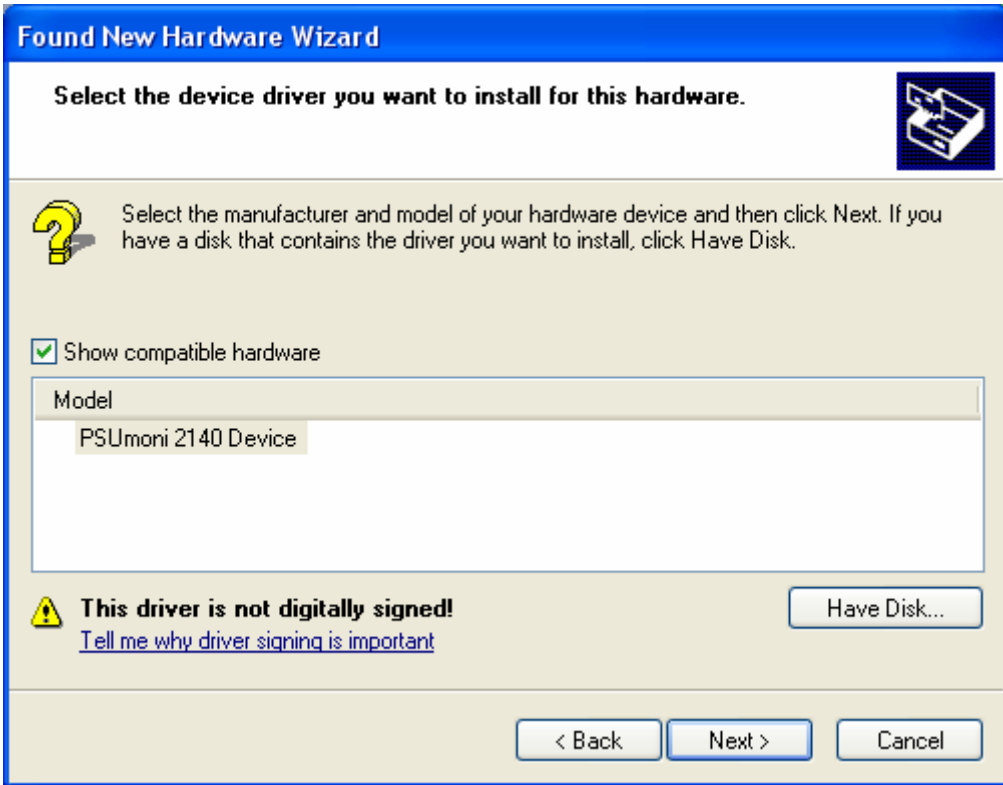 Found New Hardware Wizard
Select the device driver you want to install for this hardware.
Select the manufacturer and model of your hardware device and then click Next. If you
have a disk that contains the driver you want to install, click Have Disk.
Show compatible hardware
Model
PSUmoni 2140 Device
This driver is not digitally signed!
Have Disk...
Tell me why driver signing is important
< Back
Next >
Cancel